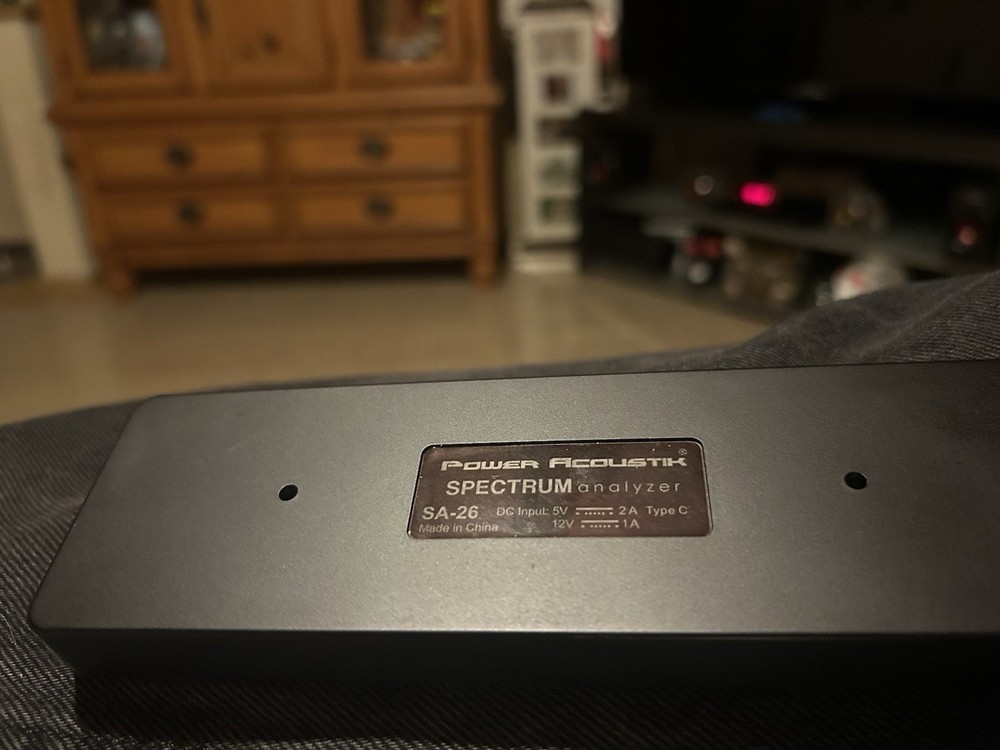 POWER ACOUSTIK®
SPECTRUM analyzer
SA-26 DC Input: 5V ⎓ 2A Type C
Made in China 12V ⎓ 1A